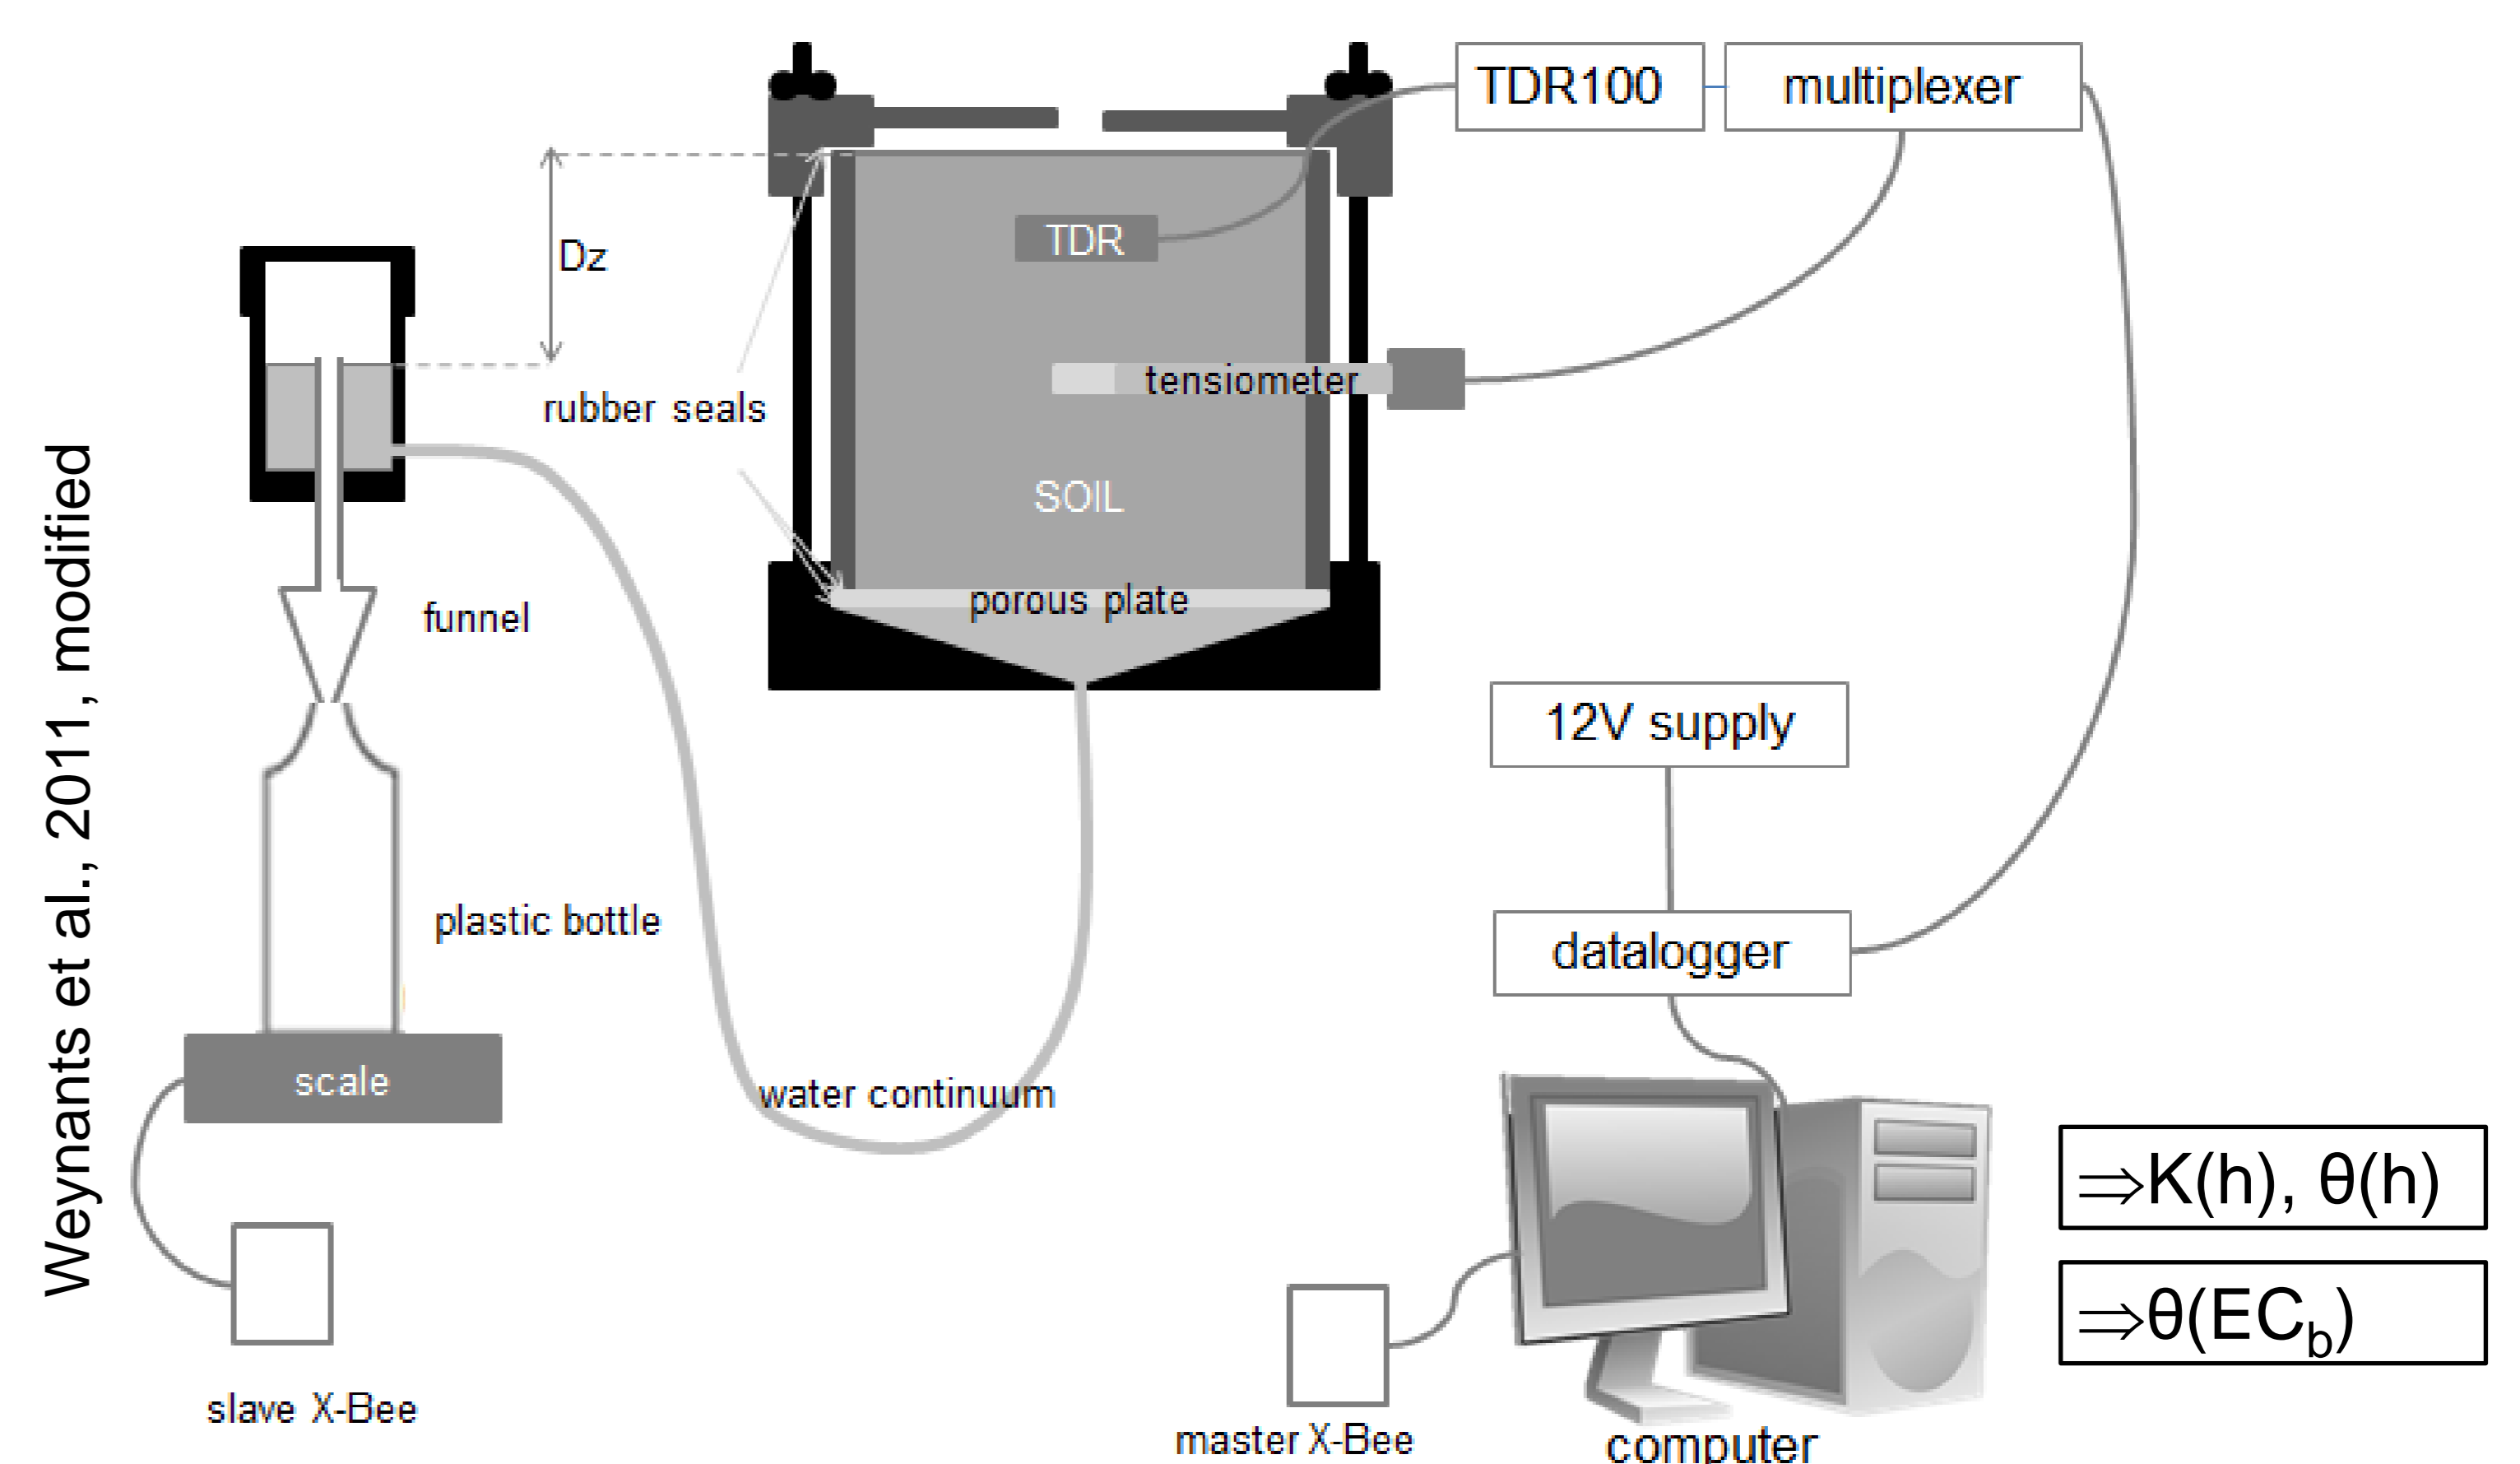 TDR100
multiplexer
TDR
Dz
tensiometer
rubber seals
SOIL
porous plate
funnel
12V supply
plastic bottle
datalogger
scale
water continuum
⇒K(h), θ(h)
⇒θ(ECb)
slave X-Bee
master X-Bee
computer
Weynants et al., 2011, modified